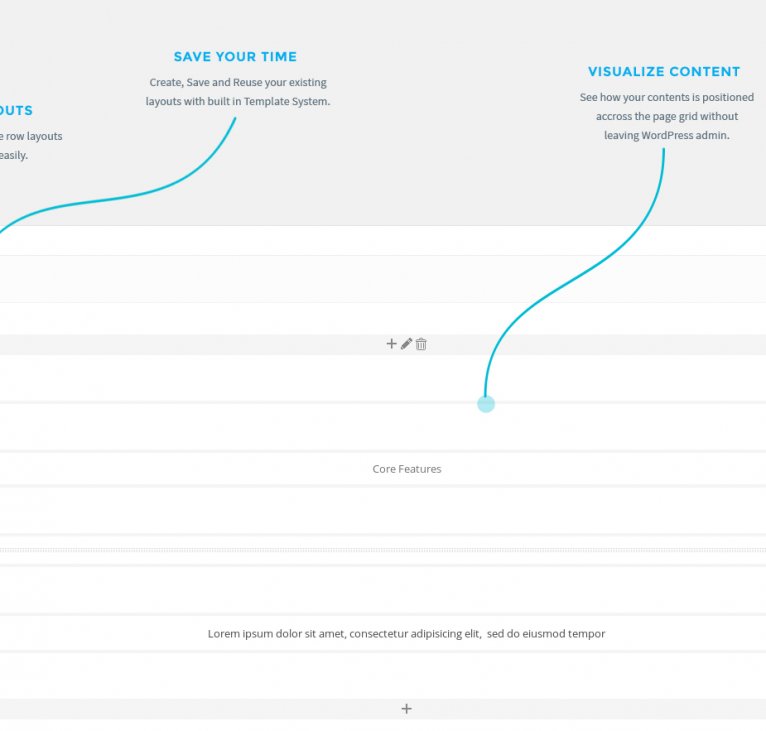 SAVE YOUR TIME
Create, Save and Reuse your existing
layouts with built in Template System.
VISUALIZE CONTENT
See how your contents is positioned
accross the page grid without
leaving WordPress admin.
OUTS
e row layouts
easily.
Core Features
Lorem ipsum dolor sit amet, consectetur adipisicing elit, sed do eiusmod tempor